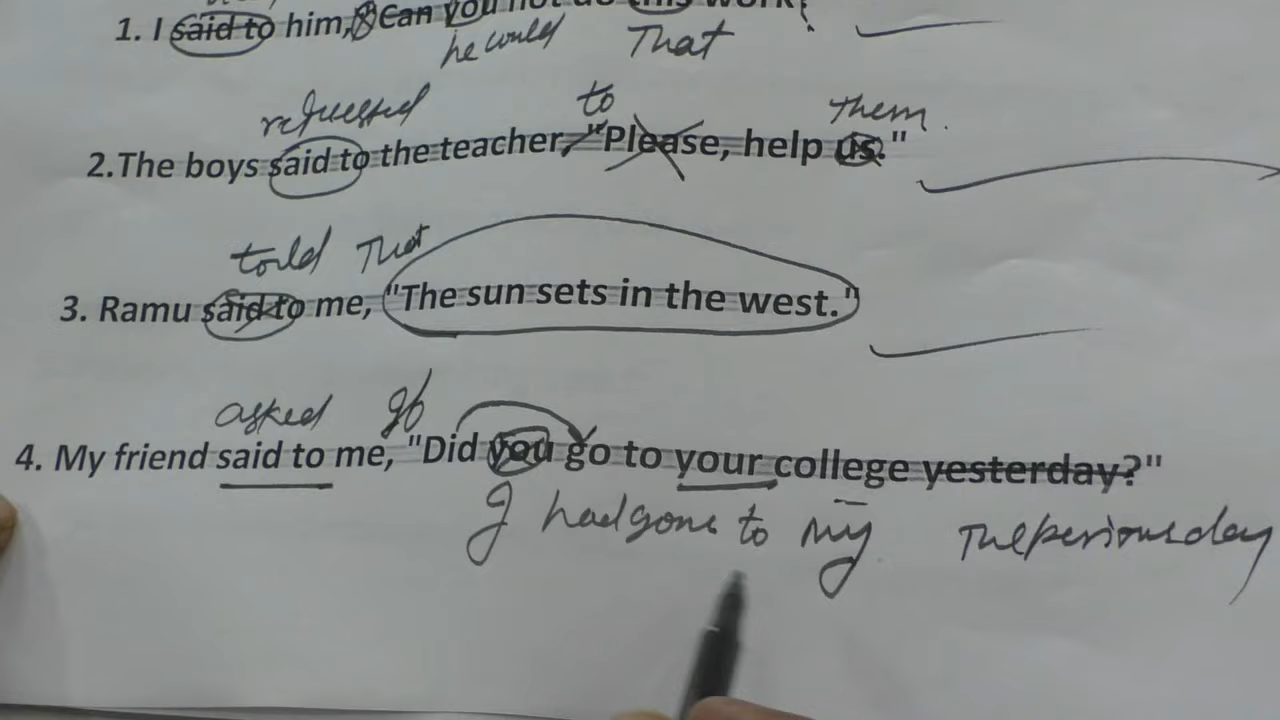 1. I said to him, Can you not do this work?
he could That
requested to them.
2.The boys said to the teacher, "Please, help us."
told That
3. Ramu said to me, "The sun sets in the west."
asked if
4. My friend said to me, "Did you go to your college yesterday?"
I had gone to my The perious day